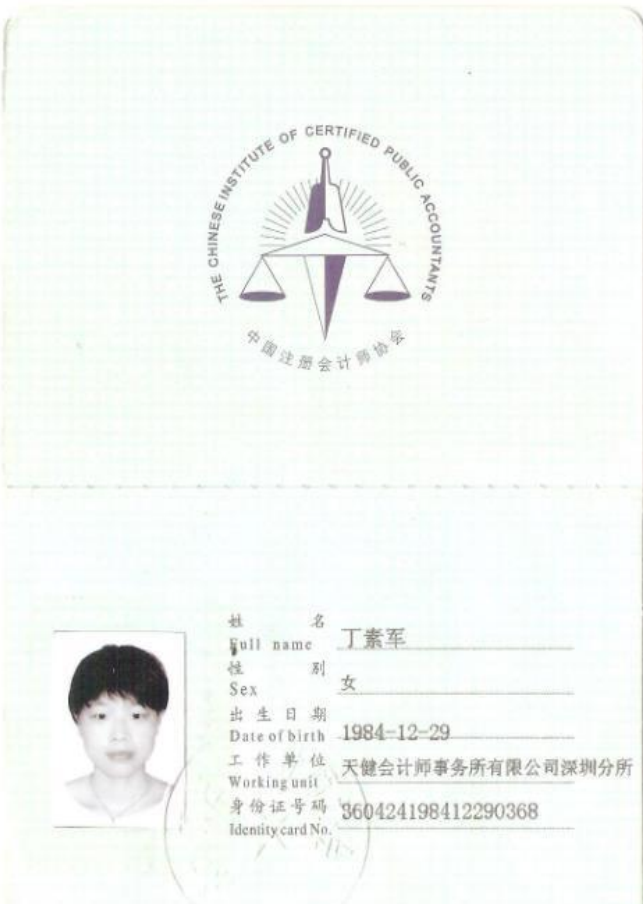 THE CHINESE INSTITUTE OF CERTIFIED PUBLIC ACCOUNTANTS
中国注册会计师协会
姓名 丁素军
Full name
性别 女
Sex
出生日期 1984-12-29
Date of birth
工作单位 天健会计师事务所有限公司深圳分所
Working unit
身份证号码 360424198412290368
Identity card No.